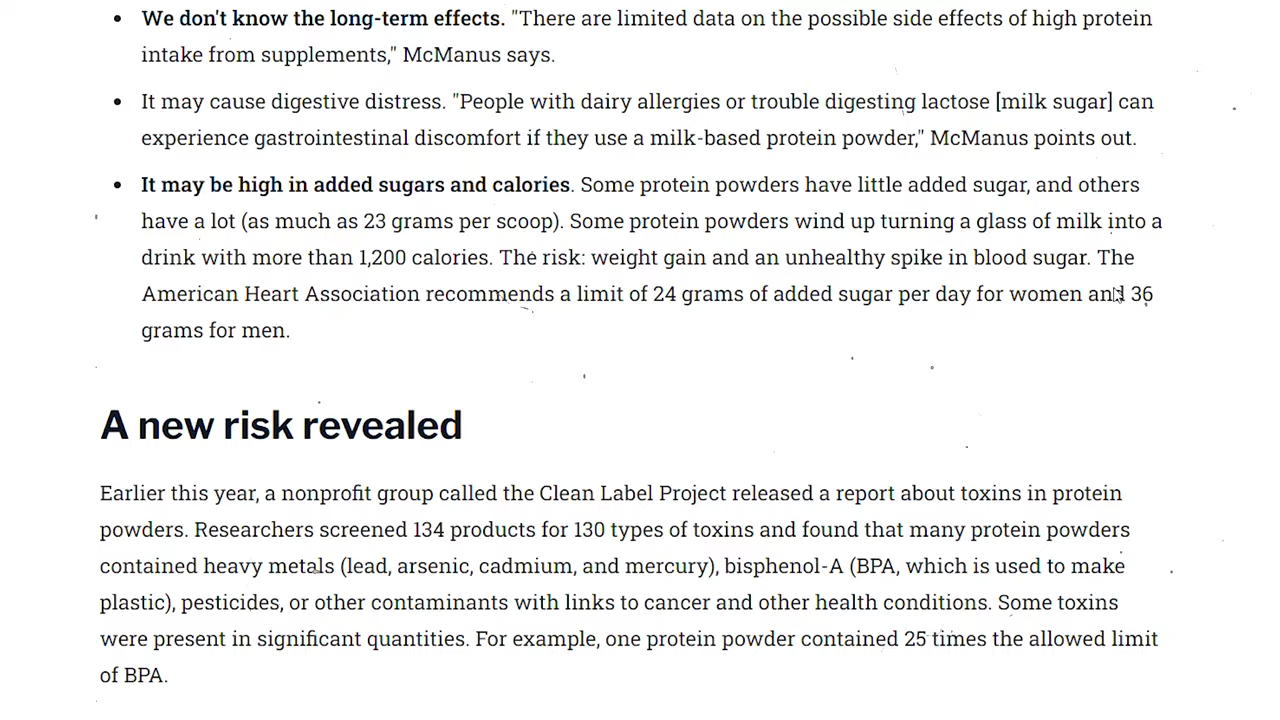 • We don't know the long-term effects. "There are limited data on the possible side effects of high protein
intake from supplements," McManus says.
• It may cause digestive distress. "People with dairy allergies or trouble digesting lactose [milk sugar] can
experience gastrointestinal discomfort if they use a milk-based protein powder," McManus points out.
• It may be high in added sugars and calories. Some protein powders have little added sugar, and others
have a lot (as much as 23 grams per scoop). Some protein powders wind up turning a glass of milk into a
drink with more than 1,200 calories. The risk: weight gain and an unhealthy spike in blood sugar. The
American Heart Association recommends a limit of 24 grams of added sugar per day for women and 36
grams for men.
A new risk revealed
Earlier this year, a nonprofit group called the Clean Label Project released a report about toxins in protein
powders. Researchers screened 134 products for 130 types of toxins and found that many protein powders
contained heavy metals (lead, arsenic, cadmium, and mercury), bisphenol-A (BPA, which is used to make
plastic), pesticides, or other contaminants with links to cancer and other health conditions. Some toxins
were present in significant quantities. For example, one protein powder contained 25 times the allowed limit
of BPA.